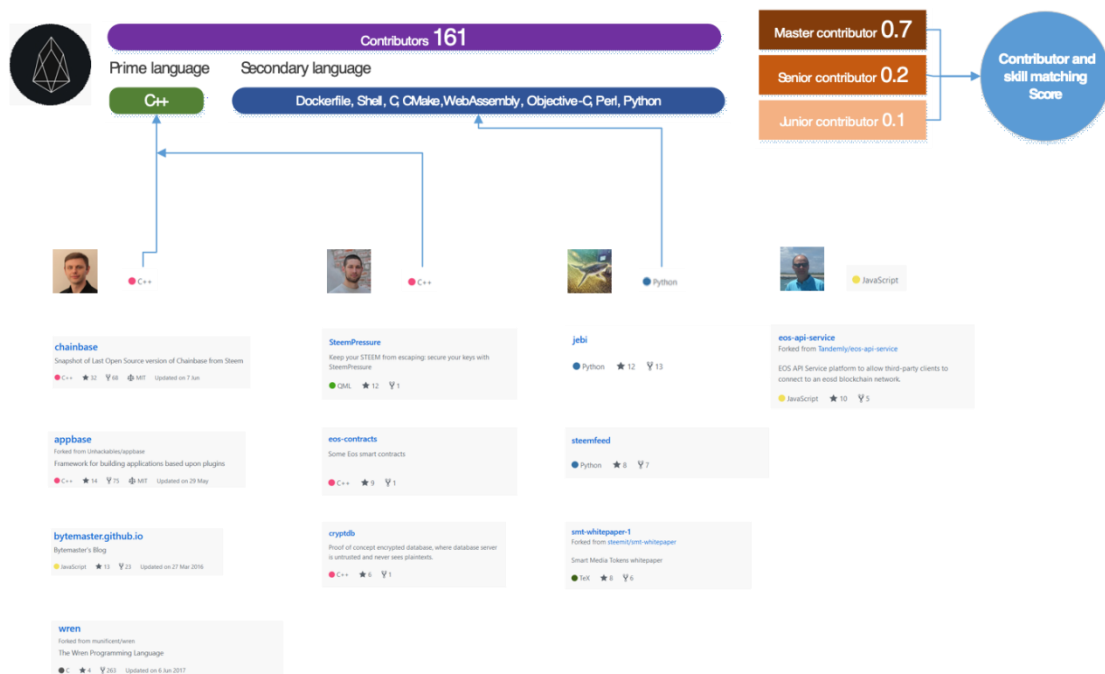 Contributors 161
Prime language
Secondary language
C++
Dockerfile, Shell, C, CMake,WebAssembly, Objective-C, Perl, Python
Master contributor 0.7
Senior contributor 0.2
Junior contributor 0.1
Contributor and
skill matching
Score
C++
C++
Python
JavaScript
chainbase
Snapshot of Last Open Source version of Chainbase from Steem
C++ 32 68 MIT Updated on 7 Jun
appbase
Forked from Unhackables/appbase
Framework for building applications based upon plugins
C++ 14 75 MIT Updated on 29 May
bytemaster.github.io
Bytemaster's Blog
JavaScript 13 23 Updated on 27 Mar 2016
wren
Forked from munificent/wren
The Wren Programming Language
C 4 263 Updated on 6 Jun 2017
SteemPressure
Keep your STEEM from escaping: secure your keys with
SteemPressure
QML 12 1
eos-contracts
Some Eos smart contracts
C++ 9 1
cryptdb
Proof of concept encrypted database, where database server
is untrusted and never sees plaintexts.
C++ 6 1
jebi
Python 12 13
steemfeed
Python 8 7
smt-whitepaper-1
Forked from steemit/smt-whitepaper
Smart Media Tokens whitepaper
TeX 8 6
eos-api-service
Forked from Tandemly/eos-api-service
EOS API Service platform to allow third-party clients to
connect to an eosd blockchain network.
JavaScript 10 5